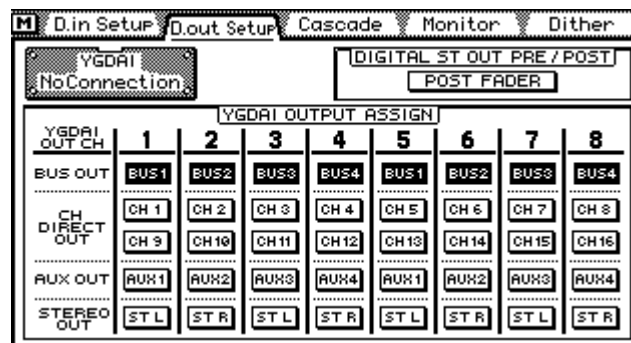 M D.in Setup D.out Setup Cascade Monitor Dither
YGDAI
NoConnection
DIGITAL ST OUT PRE/POST
POST FADER
YGDAI OUTPUT ASSIGN
YGDAI
OUT CH 1 2 3 4 5 6 7 8
BUS OUT BUS1 BUS2 BUS3 BUS4 BUS1 BUS2 BUS3 BUS4
CH
DIRECT
OUT
CH 1 CH 2 CH 3 CH 4 CH 5 CH 6 CH 7 CH 8
CH 9 CH10 CH11 CH12 CH13 CH14 CH15 CH16
AUX OUT AUX1 AUX2 AUX3 AUX4 AUX1 AUX2 AUX3 AUX4
STEREO
OUT ST L ST R ST L ST R ST L ST R ST L ST R